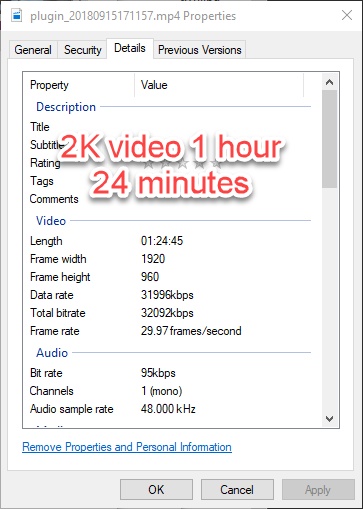 plugin_20180915171157.mp4 Properties
General Security Details Previous Versions
Property Value
Description
Title
Subtitle
Rating
Tags
Comments
2K video 1 hour
24 minutes
Video
Length 01:24:45
Frame width 1920
Frame height 960
Data rate 31996kbps
Total bitrate 32092kbps
Frame rate 29.97 frames/second
Audio
Bit rate 95kbps
Channels 1 (mono)
Audio sample rate 48.000 kHz
Remove Properties and Personal Information
OK Cancel Apply